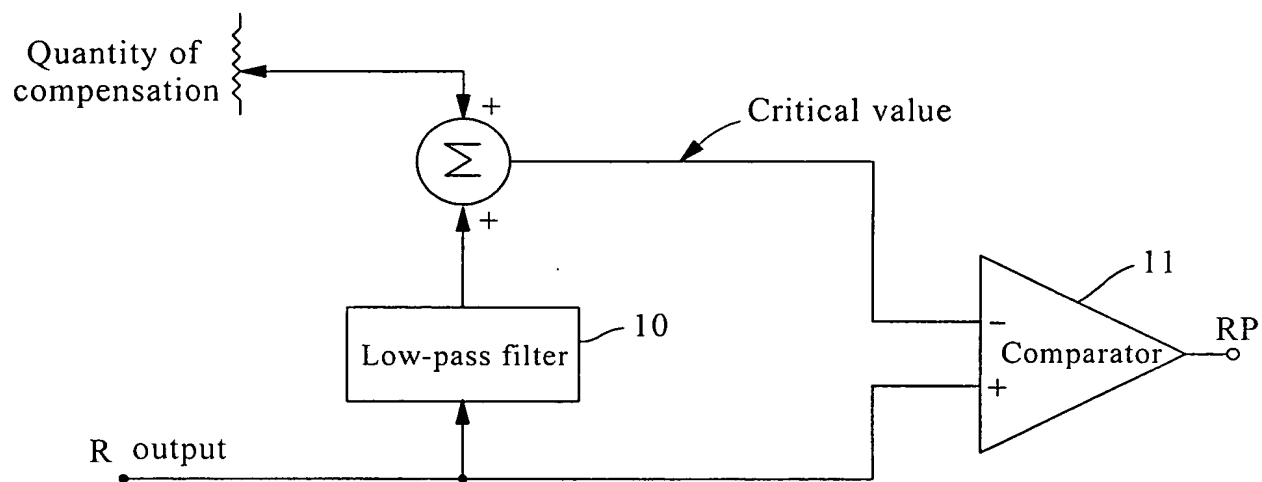 Quantity of
compensation
+
Σ
+
Critical value
Low-pass filter
10
R output
−
+
Comparator
11
RP